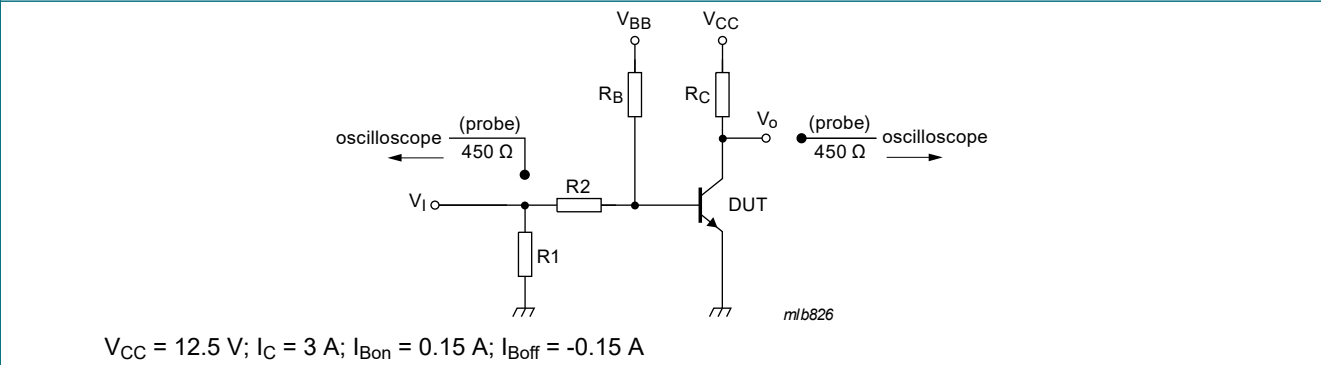 VBB VCC
RB RC
Vo
(probe) (probe)
oscilloscope oscilloscope
450 Ω 450 Ω
R2
VI DUT
R1
mlb826
VCC = 12.5 V; IC = 3 A; IBon = 0.15 A; IBoff = -0.15 A